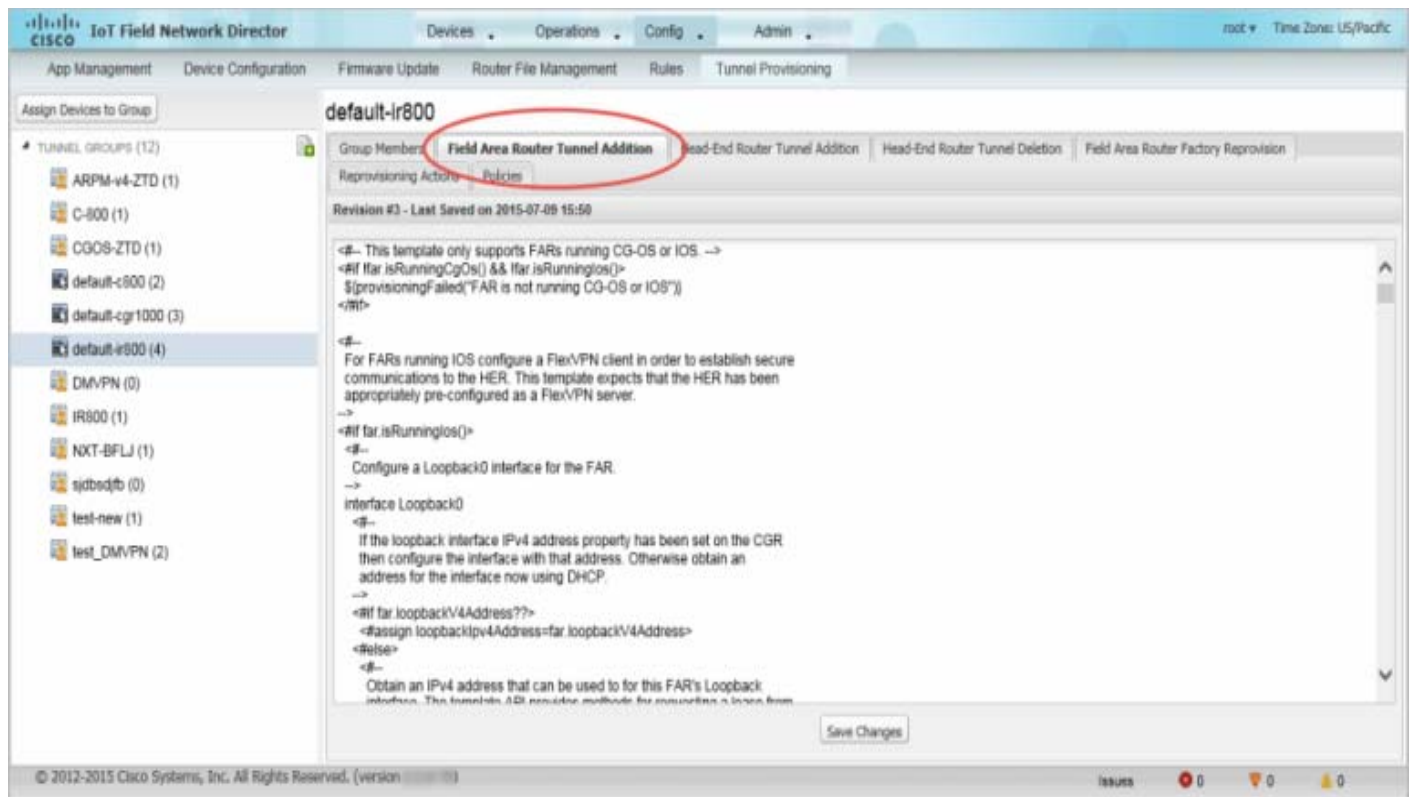 CISCO IoT Field Network Director
Devices Operations Config Admin
root Time Zone: US/Pacific
App Management Device Configuration Firmware Update Router File Management Rules Tunnel Provisioning
Assign Devices to Group
default-ir800
TUNNEL GROUPS (12)
ARPM-v4-ZTD (1)
C-800 (1)
CGOS-ZTD (1)
default-c800 (2)
default-cgr1000 (3)
default-ir800 (4)
DMVPN (0)
IR800 (1)
NXT-BFLJ (1)
sjdbsdjfb (0)
test-new (1)
test_DMVPN (2)
Group Members Field Area Router Tunnel Addition Head-End Router Tunnel Addition Head-End Router Tunnel Deletion Field Area Router Factory Reprovision
Reprovisioning Actions Policies
Revision #3 - Last Saved on 2015-07-09 15:50
<#-- This template only supports FARs running CG-OS or IOS. -->
<#if !far.isRunningCgOs() && !far.isRunningIos()>
${provisioningFailed("FAR is not running CG-OS or IOS")}
</#if>
<#--
For FARs running IOS configure a FlexVPN client in order to establish secure
communications to the HER. This template expects that the HER has been
appropriately pre-configured as a FlexVPN server.
-->
<#if far.isRunningIos()>
<#--
Configure a Loopback0 interface for the FAR.
-->
interface Loopback0
<#--
If the loopback interface IPv4 address property has been set on the CGR
then configure the interface with that address. Otherwise obtain an
address for the interface now using DHCP.
-->
<#if far.loopbackV4Address??>
<#assign loopbackIpv4Address=far.loopbackV4Address>
<#else>
<#--
Obtain an IPv4 address that can be used to for this FAR's Loopback
interface. The template API provides methods for requesting a lease from
Save Changes
© 2012-2015 Cisco Systems, Inc. All Rights Reserved. (version
Issues 0 0 0